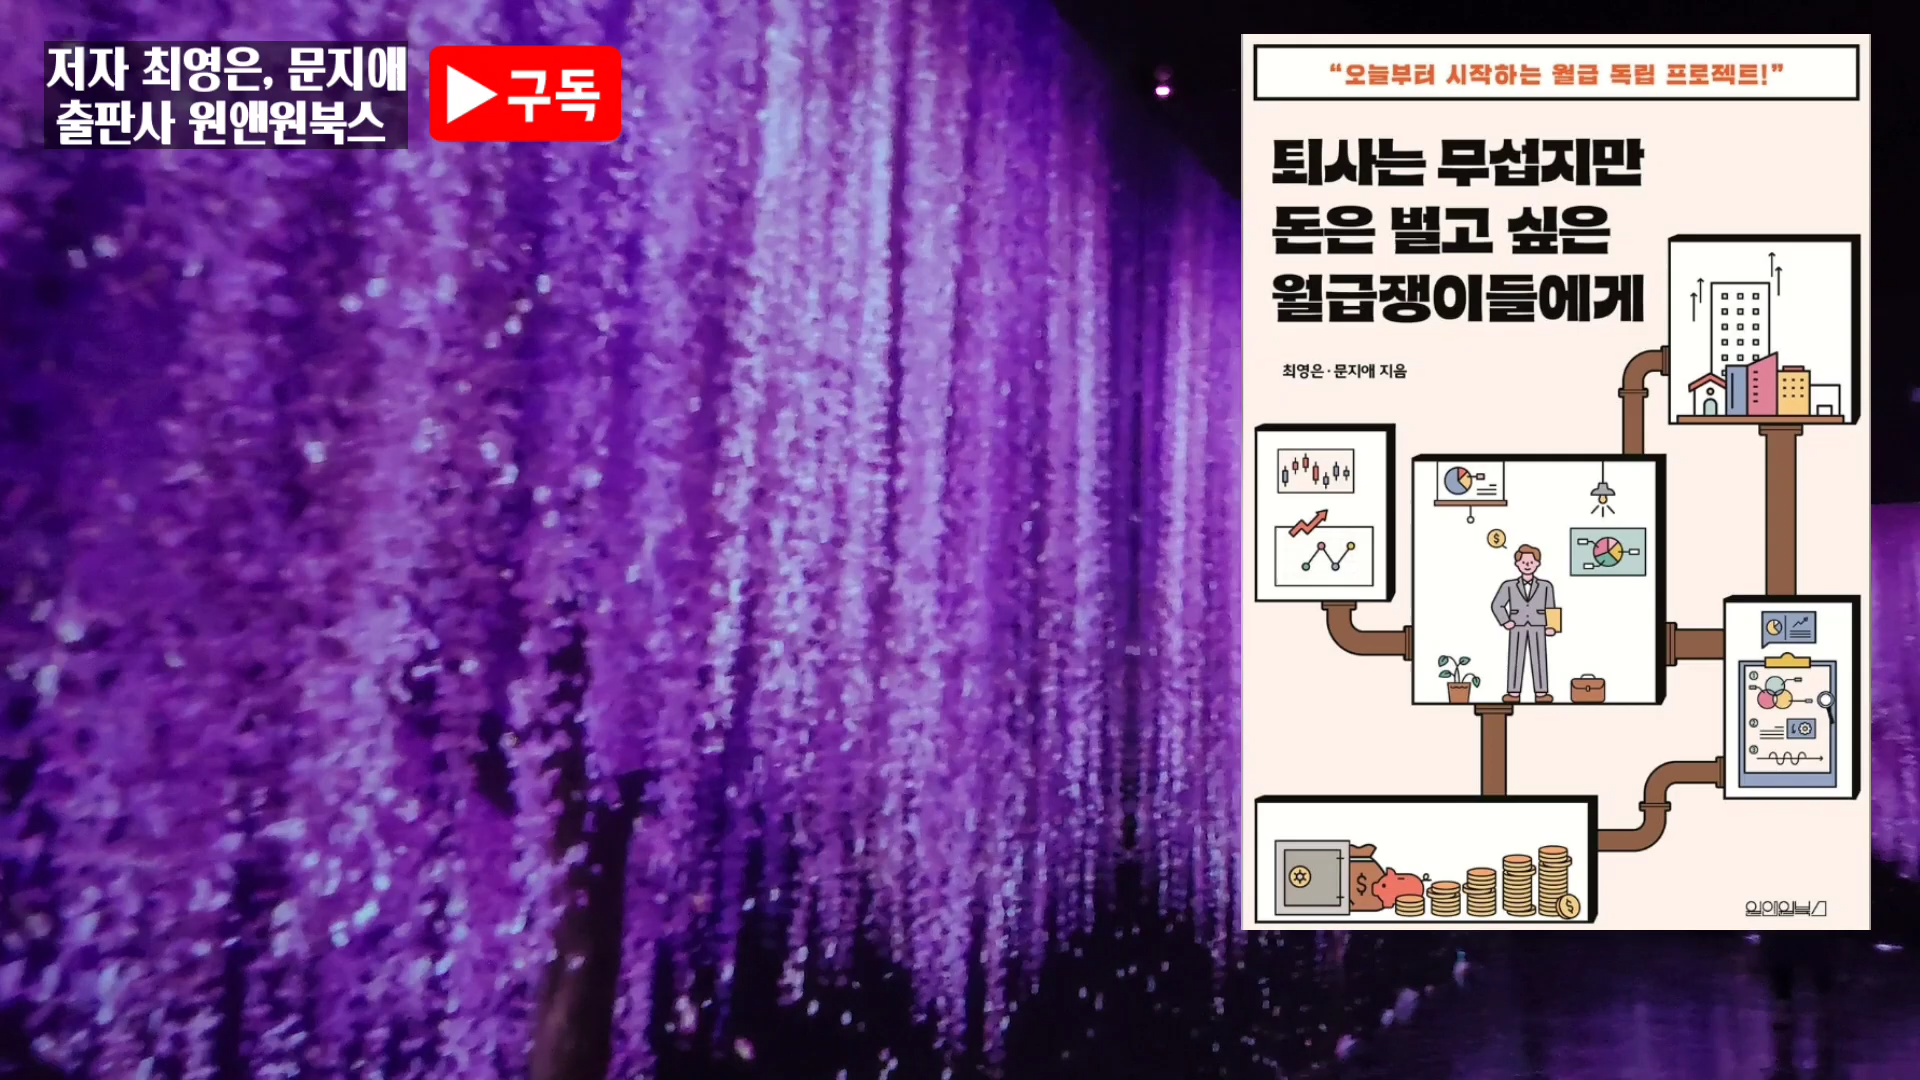 저자 최영은, 문지애
출판사 원앤원북스
구독
“오늘부터 시작하는 월급 독립 프로젝트!”
퇴사는 무섭지만
돈은 벌고 싶은
월급쟁이들에게
최영은·문지애 지음
원앤원북스